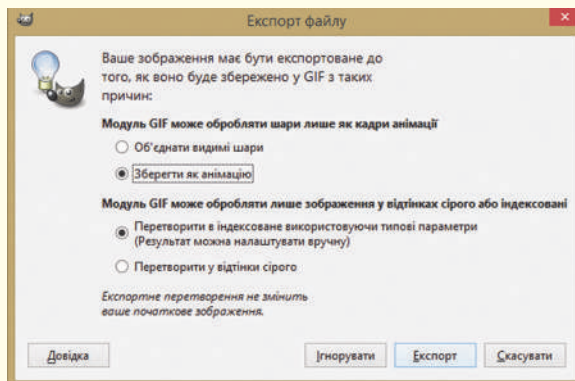 Експорт файлу
Ваше зображення має бути експортоване до
того, як воно буде збережено у GIF з таких
причин:
Модуль GIF може обробляти шари лише як кадри анімації
Об'єднати видимі шари
Зберегти як анімацію
Модуль GIF може обробляти лише зображення у відтінках сірого або індексовані
Перетворити в індексоване використовуючи типові параметри
(Результат можна налаштувати вручну)
Перетворити у відтінки сірого
Експортне перетворення не змінить
ваше початкове зображення.
Довідка
Ігнорувати
Експорт
Скасувати